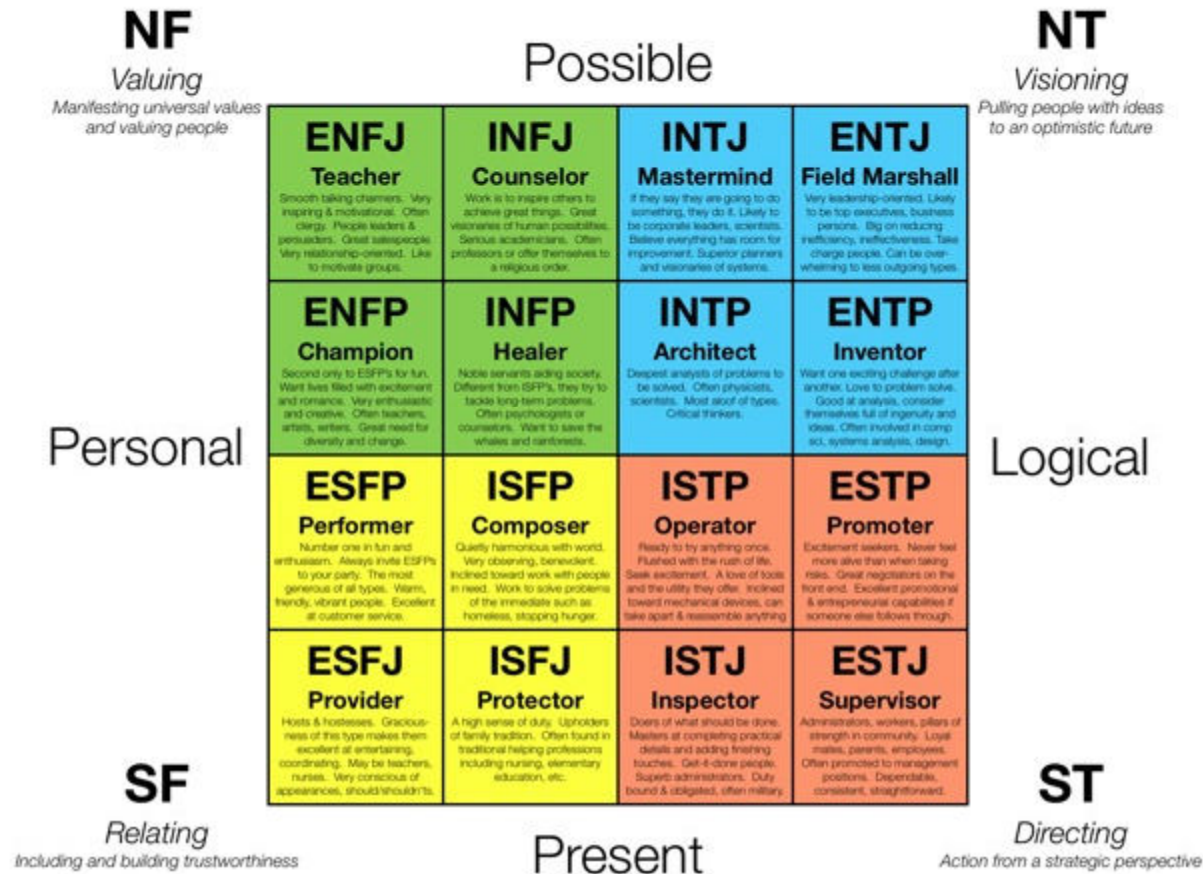 NF
Valuing
Manifesting universal values
and valuing people
Possible
NT
Visioning
Pulling people with ideas
to an optimistic future
ENFJ
Teacher
Smooth talking charmers. Very
inspiring & motivational. Often
clergy. People leaders &
persuaders. Great salespeople.
Very relationship-oriented. Like
to motivate groups.
INFJ
Counselor
Work is to inspire others to
achieve great things. Great
visionaries of human possibilities.
Serious academicians. Often
professors or offer themselves to
a religious order.
INTJ
Mastermind
If they say they are going to do
something, they do it. Likely to
be corporate leaders, scientists.
Believe everything has room for
improvement. Superior planners
and visionaries of systems.
ENTJ
Field Marshall
Very leadership-oriented. Likely
to be top executives, business
persons. Big on reducing
inefficiency, ineffectiveness. Take
charge people. Can be over-
whelming to less outgoing types.
ENFP
Champion
Second only to ESFP's for fun.
Want lives filled with excitement
and romance. Very enthusiastic
and creative. Often teachers,
artists, writers. Great need for
diversity and change.
INFP
Healer
Noble servants aiding society.
Different from ISFP's, they try to
tackle long-term problems.
Often psychologists or
counselors. Want to save the
whales and rainforests.
INTP
Architect
Deepest analysts of problems to
be solved. Often physicists,
scientists. Most aloof of types.
Critical thinkers.
ENTP
Inventor
Want one exciting challenge after
another. Love to problem solve.
Good at analysis, consider
themselves full of ingenuity and
ideas. Often involved in comp
sci, systems analysis, design.
Personal
Logical
ESFP
Performer
Number one in fun and
enthusiasm. Always invite ESFPs
to your party. The most
generous of all types. Warm,
friendly, vibrant people. Excellent
at customer service.
ISFP
Composer
Quietly harmonious with world.
Very observing, benevolent.
Inclined toward work with people
in need. Work to solve problems
of the immediate such as
homeless, stopping hunger.
ISTP
Operator
Ready to try anything once.
Flushed with the rush of life.
Seek excitement. A love of tools
and the utility they offer. Inclined
toward mechanical devices, can
take apart & reassemble anything
ESTP
Promoter
Excitement seekers. Never feel
more alive than when taking
risks. Great negotiators on the
front end. Excellent promotional
& entrepreneurial capabilities if
someone else follows through.
ESFJ
Provider
Hosts & hostesses. Gracious-
ness of this type makes them
excellent at entertaining,
coordinating. May be teachers,
nurses. Very conscious of
appearances, should/shouldn'ts.
ISFJ
Protector
A high sense of duty. Upholders
of family tradition. Often found in
traditional helping professions
including nursing, elementary
education, etc.
ISTJ
Inspector
Doers of what should be done.
Masters at completing practical
details and adding finishing
touches. Get-it-done people.
Superb administrators. Duty
bound & obligated, often military.
ESTJ
Supervisor
Administrators, workers, pillars of
strength in community. Loyal
mates, parents, employees.
Often promoted to management
positions. Dependable,
consistent, straightforward.
SF
Relating
Including and building trustworthiness
Present
ST
Directing
Action from a strategic perspective